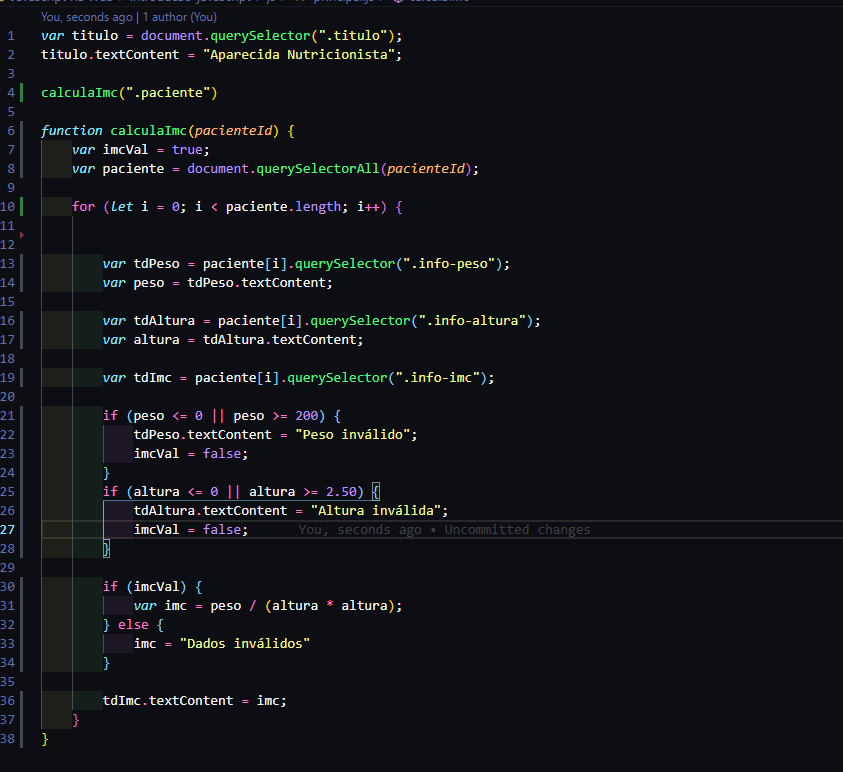 You, seconds ago | 1 author (You)
1 var titulo = document.querySelector(".titulo");
2 titulo.textContent = "Aparecida Nutricionista";
3
4 calculaImc(".paciente")
5
6 function calculaImc(pacienteId) {
7 var imcVal = true;
8 var paciente = document.querySelectorAll(pacienteId);
9
10 for (let i = 0; i < paciente.length; i++) {
11
12
13 var tdPeso = paciente[i].querySelector(".info-peso");
14 var peso = tdPeso.textContent;
15
16 var tdAltura = paciente[i].querySelector(".info-altura");
17 var altura = tdAltura.textContent;
18
19 var tdImc = paciente[i].querySelector(".info-imc");
20
21 if (peso <= 0 || peso >= 200) {
22 tdPeso.textContent = "Peso inválido";
23 imcVal = false;
24 }
25 if (altura <= 0 || altura >= 2.50) {
26 tdAltura.textContent = "Altura inválida";
27 imcVal = false; You, seconds ago • Uncommitted changes
28 }
29
30 if (imcVal) {
31 var imc = peso / (altura * altura);
32 } else {
33 imc = "Dados inválidos"
34 }
35
36 tdImc.textContent = imc;
37 }
38 }